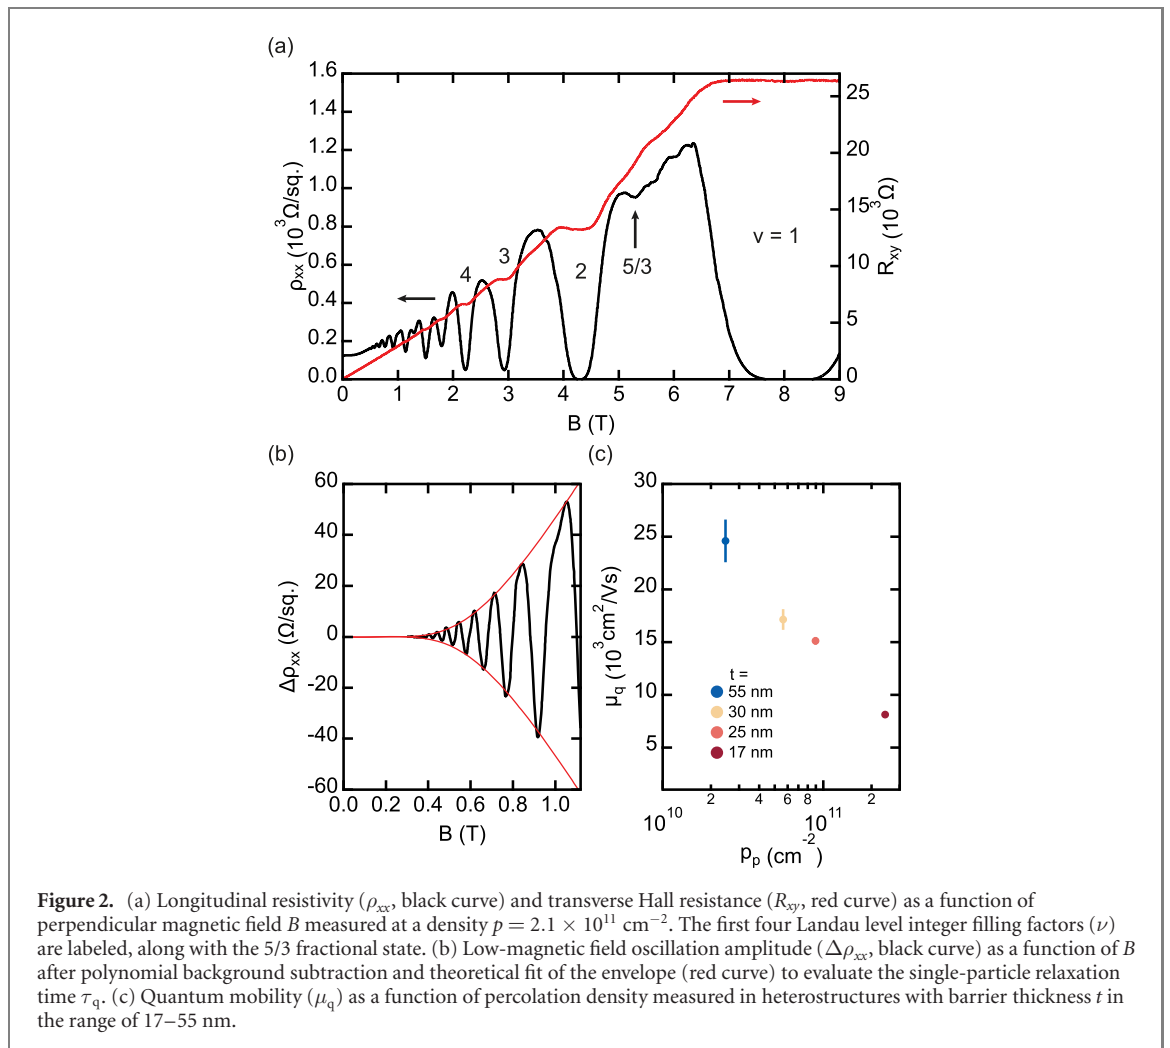 (a)
1.6
1.4
1.2
1.0
0.8
0.6
0.4
0.2
0.0
ρxx (10³Ω/sq.)
25
20
15
10
5
0
Rxy (10³Ω)
4
3
2
5/3
v = 1
0 1 2 3 4 5 6 7 8 9
B (T)
(b)
60
40
20
0
-20
-40
-60
Δρxx (Ω/sq.)
0.0 0.2 0.4 0.6 0.8 1.0
B (T)
(c)
30
25
20
15
10
5
μq (10³cm²/Vs)
t =
55 nm
30 nm
25 nm
17 nm
2 4 6 8 2
10¹⁰ 10¹¹
pp (cm⁻²)
Figure 2. (a) Longitudinal resistivity (ρxx, black curve) and transverse Hall resistance (Rxy, red curve) as a function of
perpendicular magnetic field B measured at a density p = 2.1 × 10¹¹ cm⁻². The first four Landau level integer filling factors (ν)
are labeled, along with the 5/3 fractional state. (b) Low-magnetic field oscillation amplitude (Δρxx, black curve) as a function of B
after polynomial background subtraction and theoretical fit of the envelope (red curve) to evaluate the single-particle relaxation
time τq. (c) Quantum mobility (μq) as a function of percolation density measured in heterostructures with barrier thickness t in
the range of 17–55 nm.